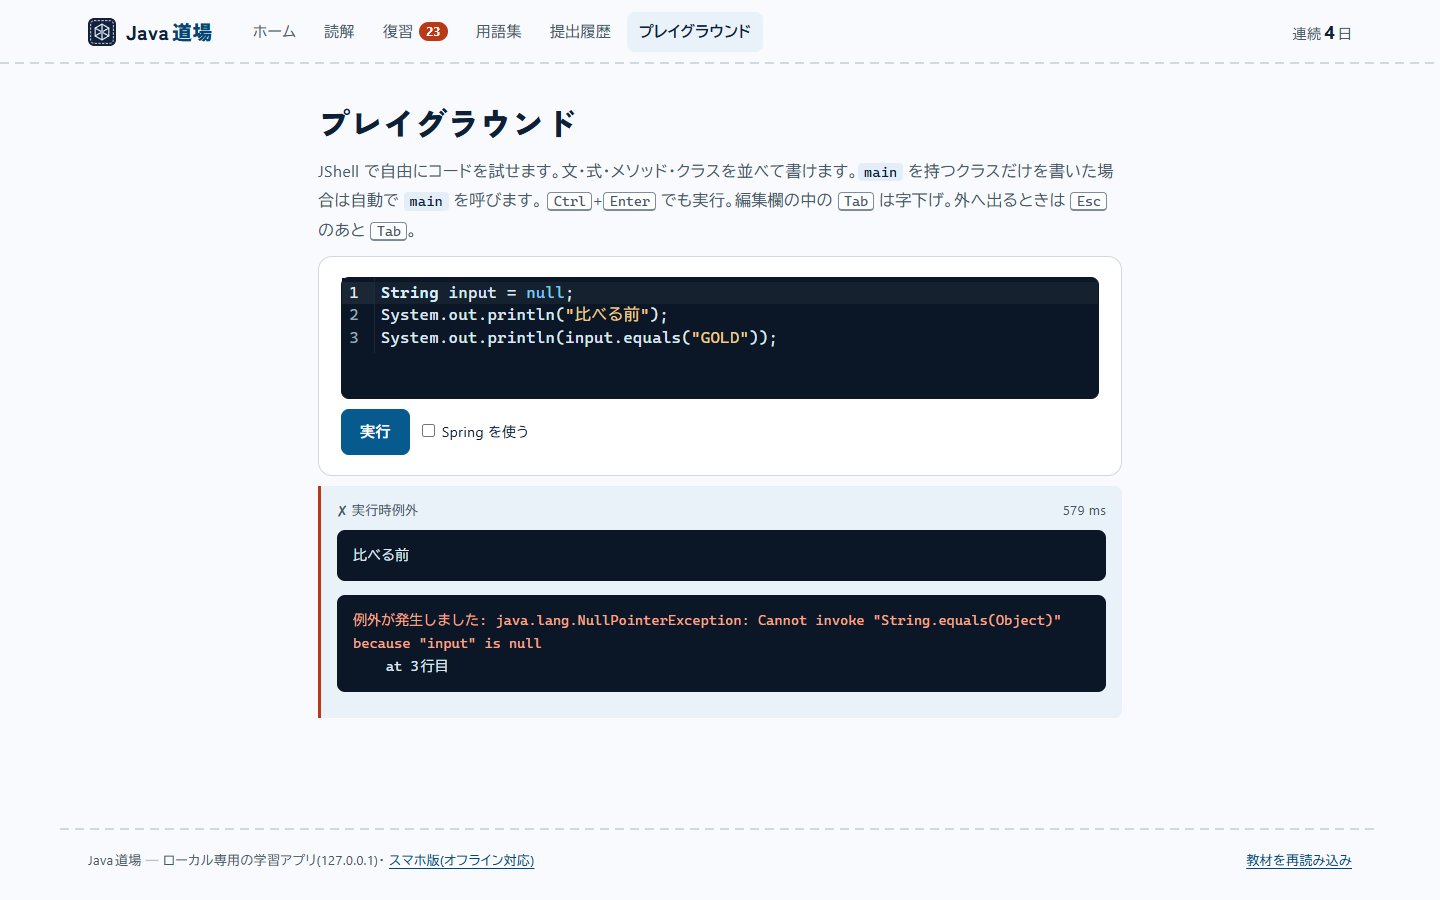 Java道場 ホーム 読解 復習 23 用語集 提出履歴 プレイグラウンド 連続 4 日
プレイグラウンド
JShell で自由にコードを試せます。文・式・メソッド・クラスを並べて書けます。 main を持つクラスだけを書いた場
合は自動で main を呼びます。 Ctrl+Enter でも実行。編集欄の中の Tab は字下げ。外へ出るときは Esc
のあと Tab。
1 String input = null;
2 System.out.println("比べる前");
3 System.out.println(input.equals("GOLD"));
実行 Spring を使う
✗ 実行時例外 579 ms
比べる前
例外が発生しました: java.lang.NullPointerException: Cannot invoke "String.equals(Object)"
because "input" is null
at 3行目
Java道場 — ローカル専用の学習アプリ(127.0.0.1)・ スマホ版(オフライン対応) 教材を再読み込み